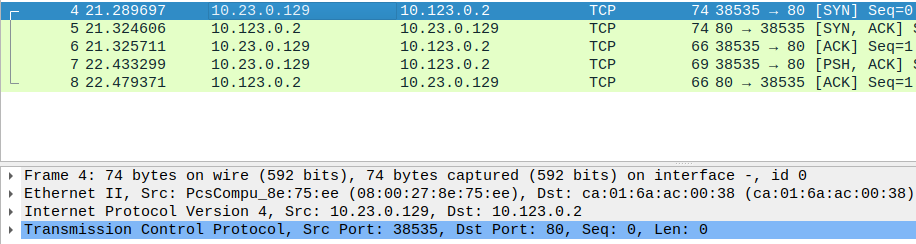 4 21.289697 10.23.0.129 10.123.0.2 TCP 74 38535 → 80 [SYN] Seq=0
5 21.324606 10.123.0.2 10.23.0.129 TCP 74 80 → 38535 [SYN, ACK] S
6 21.325711 10.23.0.129 10.123.0.2 TCP 66 38535 → 80 [ACK] Seq=1
7 22.433299 10.23.0.129 10.123.0.2 TCP 69 38535 → 80 [PSH, ACK] S
8 22.479371 10.123.0.2 10.23.0.129 TCP 66 80 → 38535 [ACK] Seq=1
Frame 4: 74 bytes on wire (592 bits), 74 bytes captured (592 bits) on interface -, id 0
Ethernet II, Src: PcsCompu_8e:75:ee (08:00:27:8e:75:ee), Dst: ca:01:6a:ac:00:38 (ca:01:6a:ac:00:38)
Internet Protocol Version 4, Src: 10.23.0.129, Dst: 10.123.0.2
Transmission Control Protocol, Src Port: 38535, Dst Port: 80, Seq: 0, Len: 0